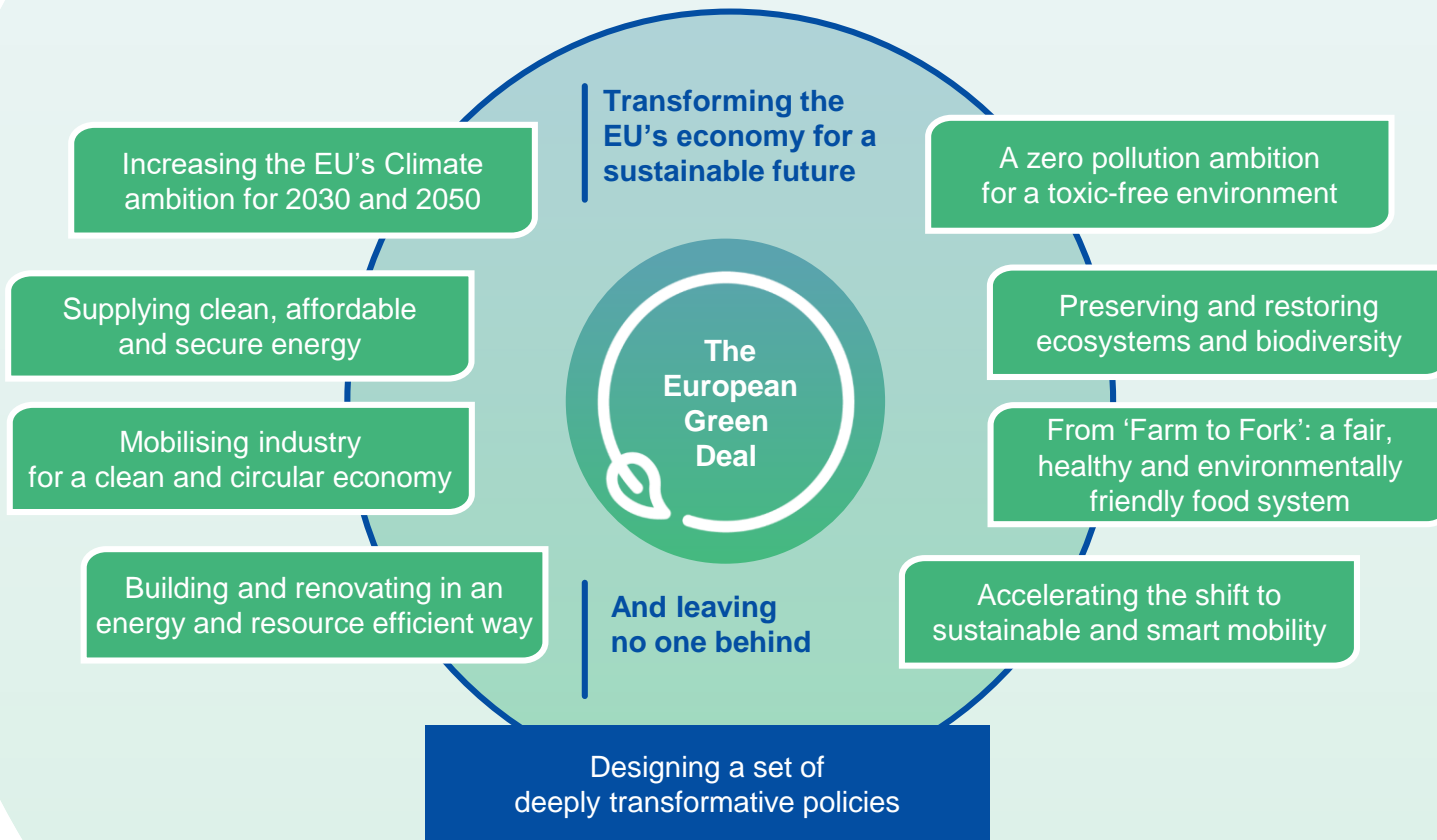 Transforming the
EU’s economy for a
sustainable future
Increasing the EU's Climate
ambition for 2030 and 2050
Supplying clean, affordable
and secure energy
Mobilising industry
for a clean and circular economy
Building and renovating in an
energy and resource efficient way
The
European
Green
Deal
A zero pollution ambition
for a toxic-free environment
Preserving and restoring
ecosystems and biodiversity
From ‘Farm to Fork’: a fair,
healthy and environmentally
friendly food system
Accelerating the shift to
sustainable and smart mobility
And leaving
no one behind
Designing a set of
deeply transformative policies